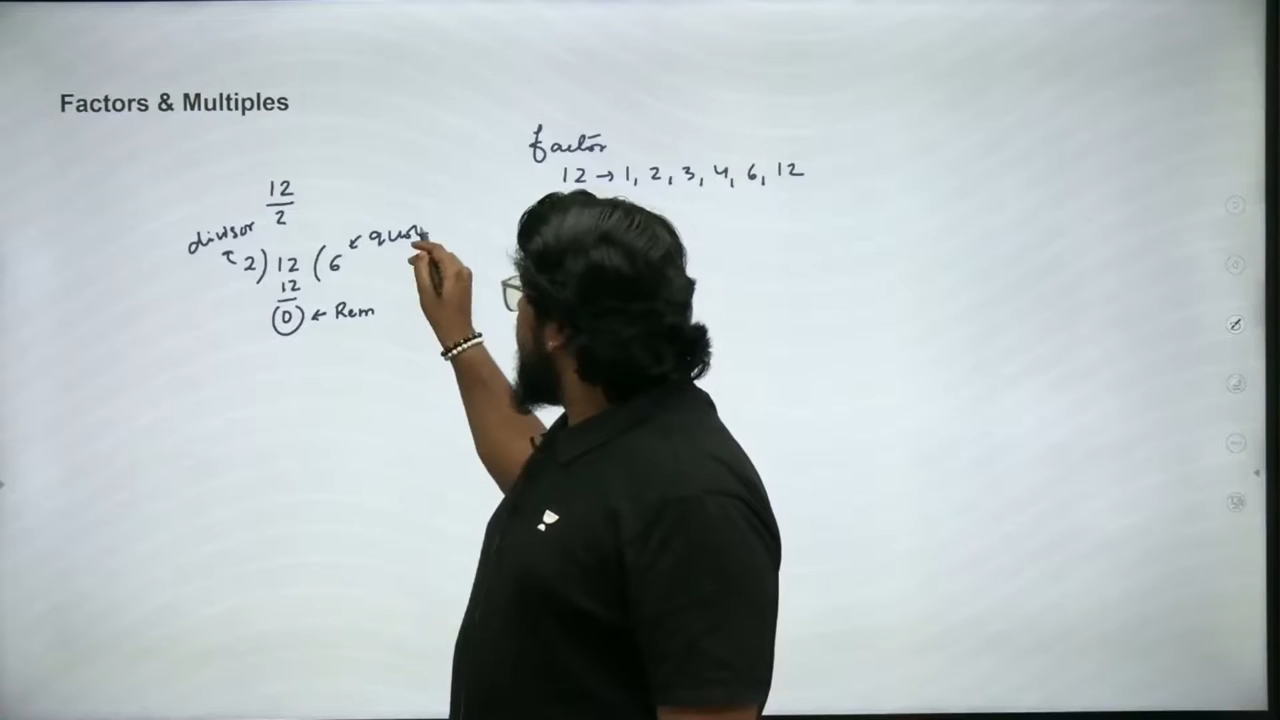 Factors & Multiples
factor
12 → 1, 2, 3, 4, 6, 12
12
2
divisor
2) 12 (6 ← quot
12
0 ← Rem